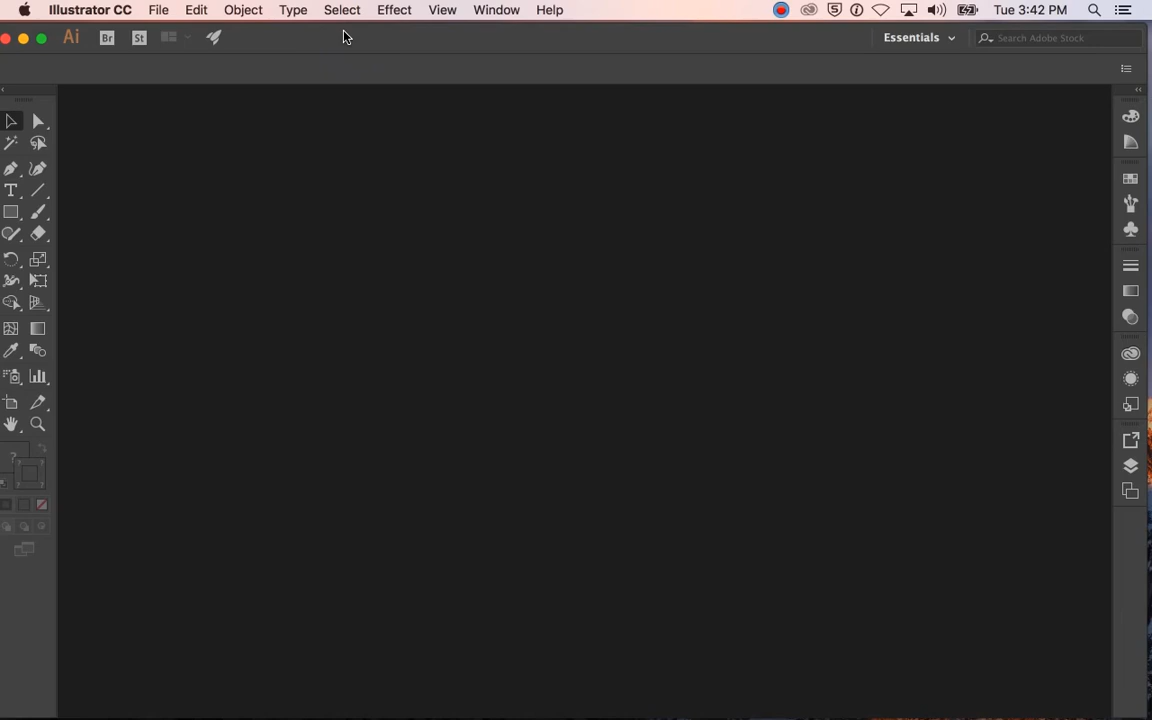 Illustrator CC File Edit Object Type Select Effect View Window Help 5 Tue 3:42 PM
Ai Br St Essentials Search Adobe Stock
T
?